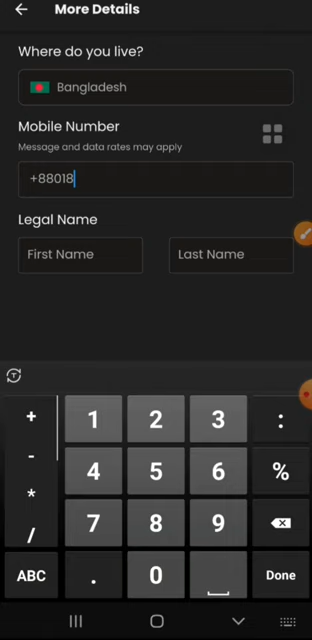 More Details
Where do you live?
Bangladesh
Mobile Number
Message and data rates may apply
+88018
Legal Name
First Name Last Name
+ 1 2 3 :
- 4 5 6 %
* 7 8 9
/
ABC . 0 Done